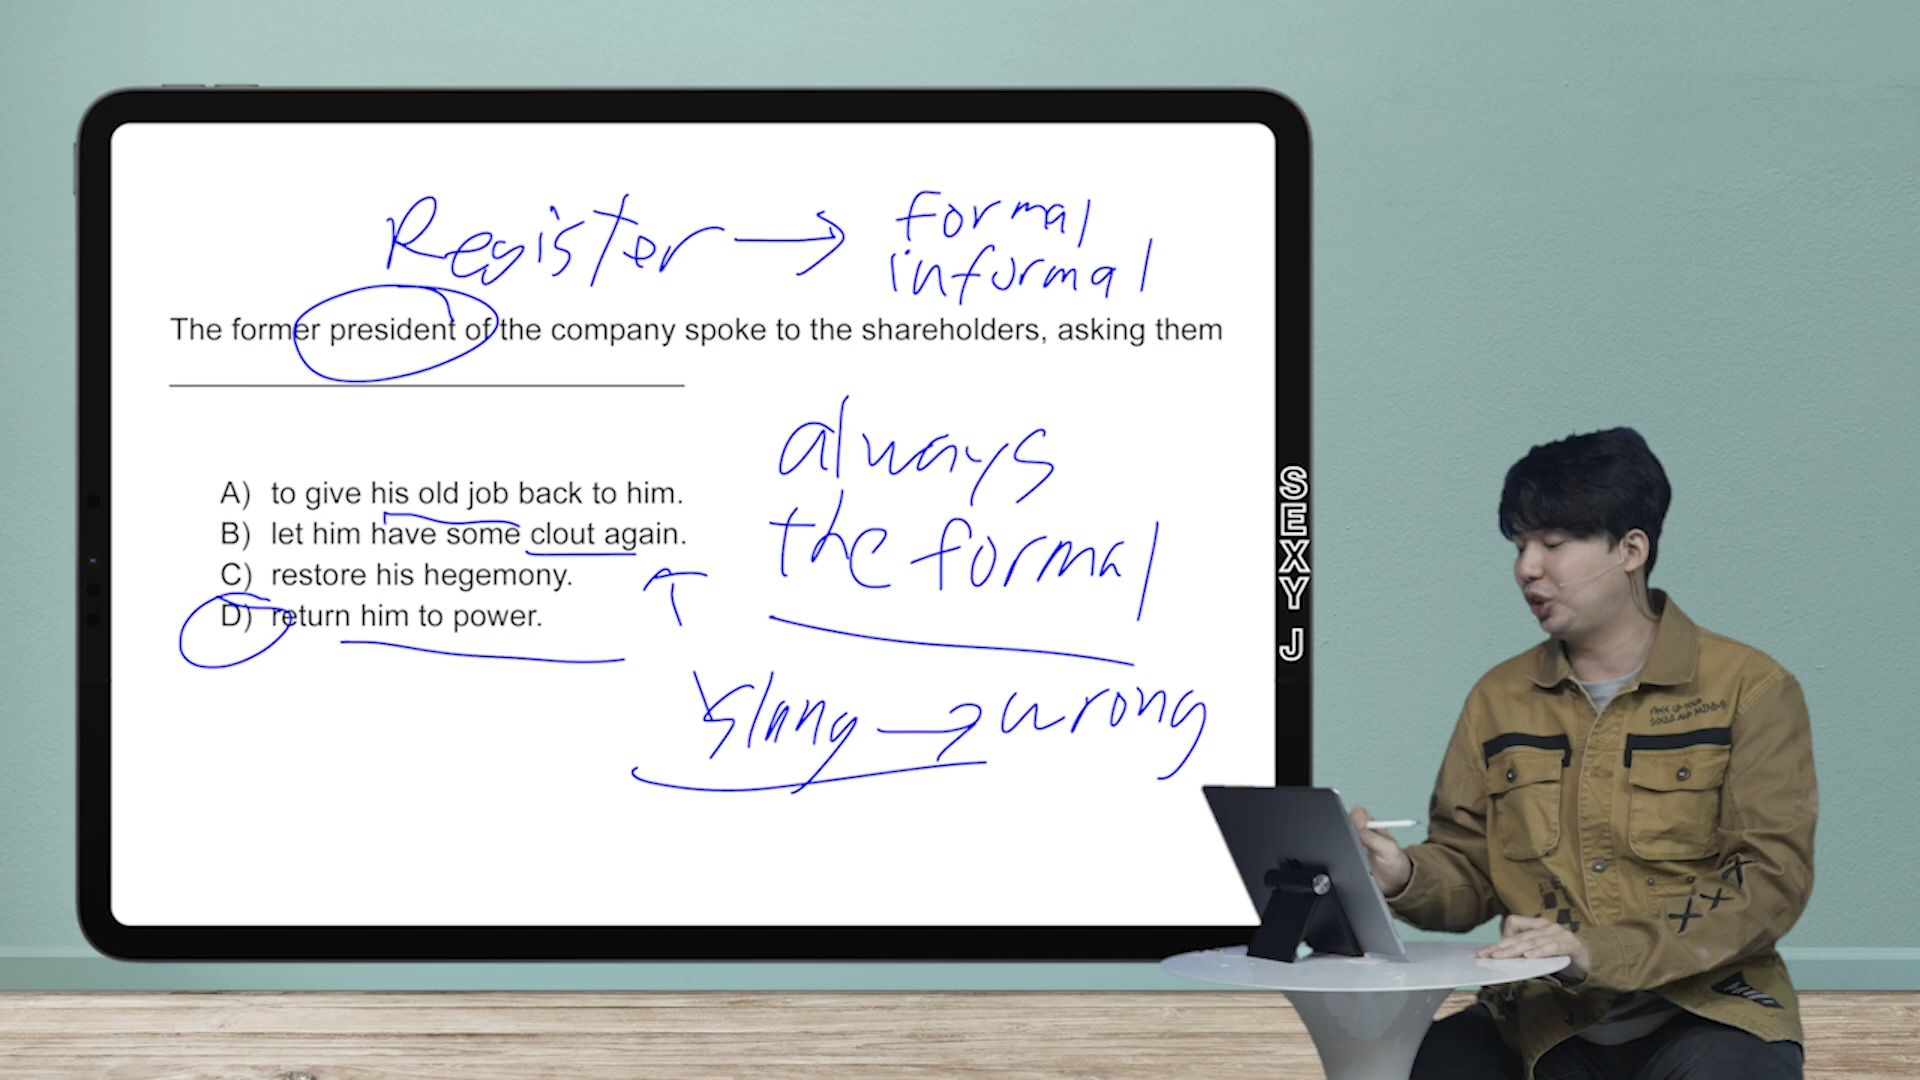 Register → formal
informal
The former president of the company spoke to the shareholders, asking them
A) to give his old job back to him.
B) let him have some clout again.
C) restore his hegemony.
D) return him to power.
always
the formal
slang → wrong
SEXY J